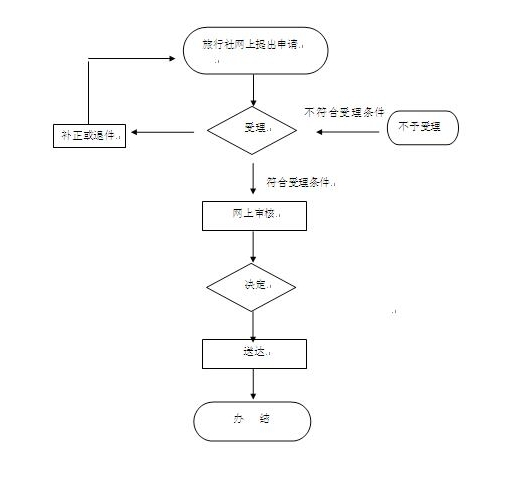 旅行社网上提出申请
受理
不符合受理条件
不予受理
补正或退件
符合受理条件
网上审核
决定
送达
办 结